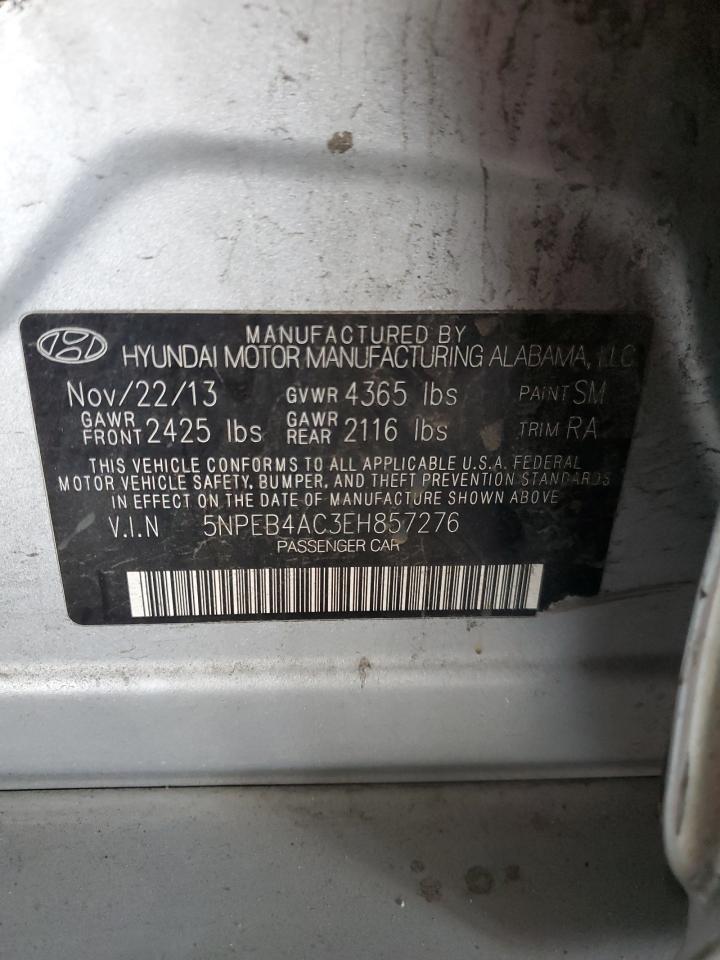 MANUFACTURED BY
HYUNDAI MOTOR MANUFACTURING ALABAMA, LLC
Nov/22/13 GVWR 4365 lbs PAINT SM
GAWR FRONT 2425 lbs GAWR REAR 2116 lbs TRIM RA
THIS VEHICLE CONFORMS TO ALL APPLICABLE U.S.A. FEDERAL
MOTOR VEHICLE SAFETY, BUMPER, AND THEFT PREVENTION STANDARDS
IN EFFECT ON THE DATE OF MANUFACTURE SHOWN ABOVE
V.I.N 5NPEB4AC3EH857276
PASSENGER CAR